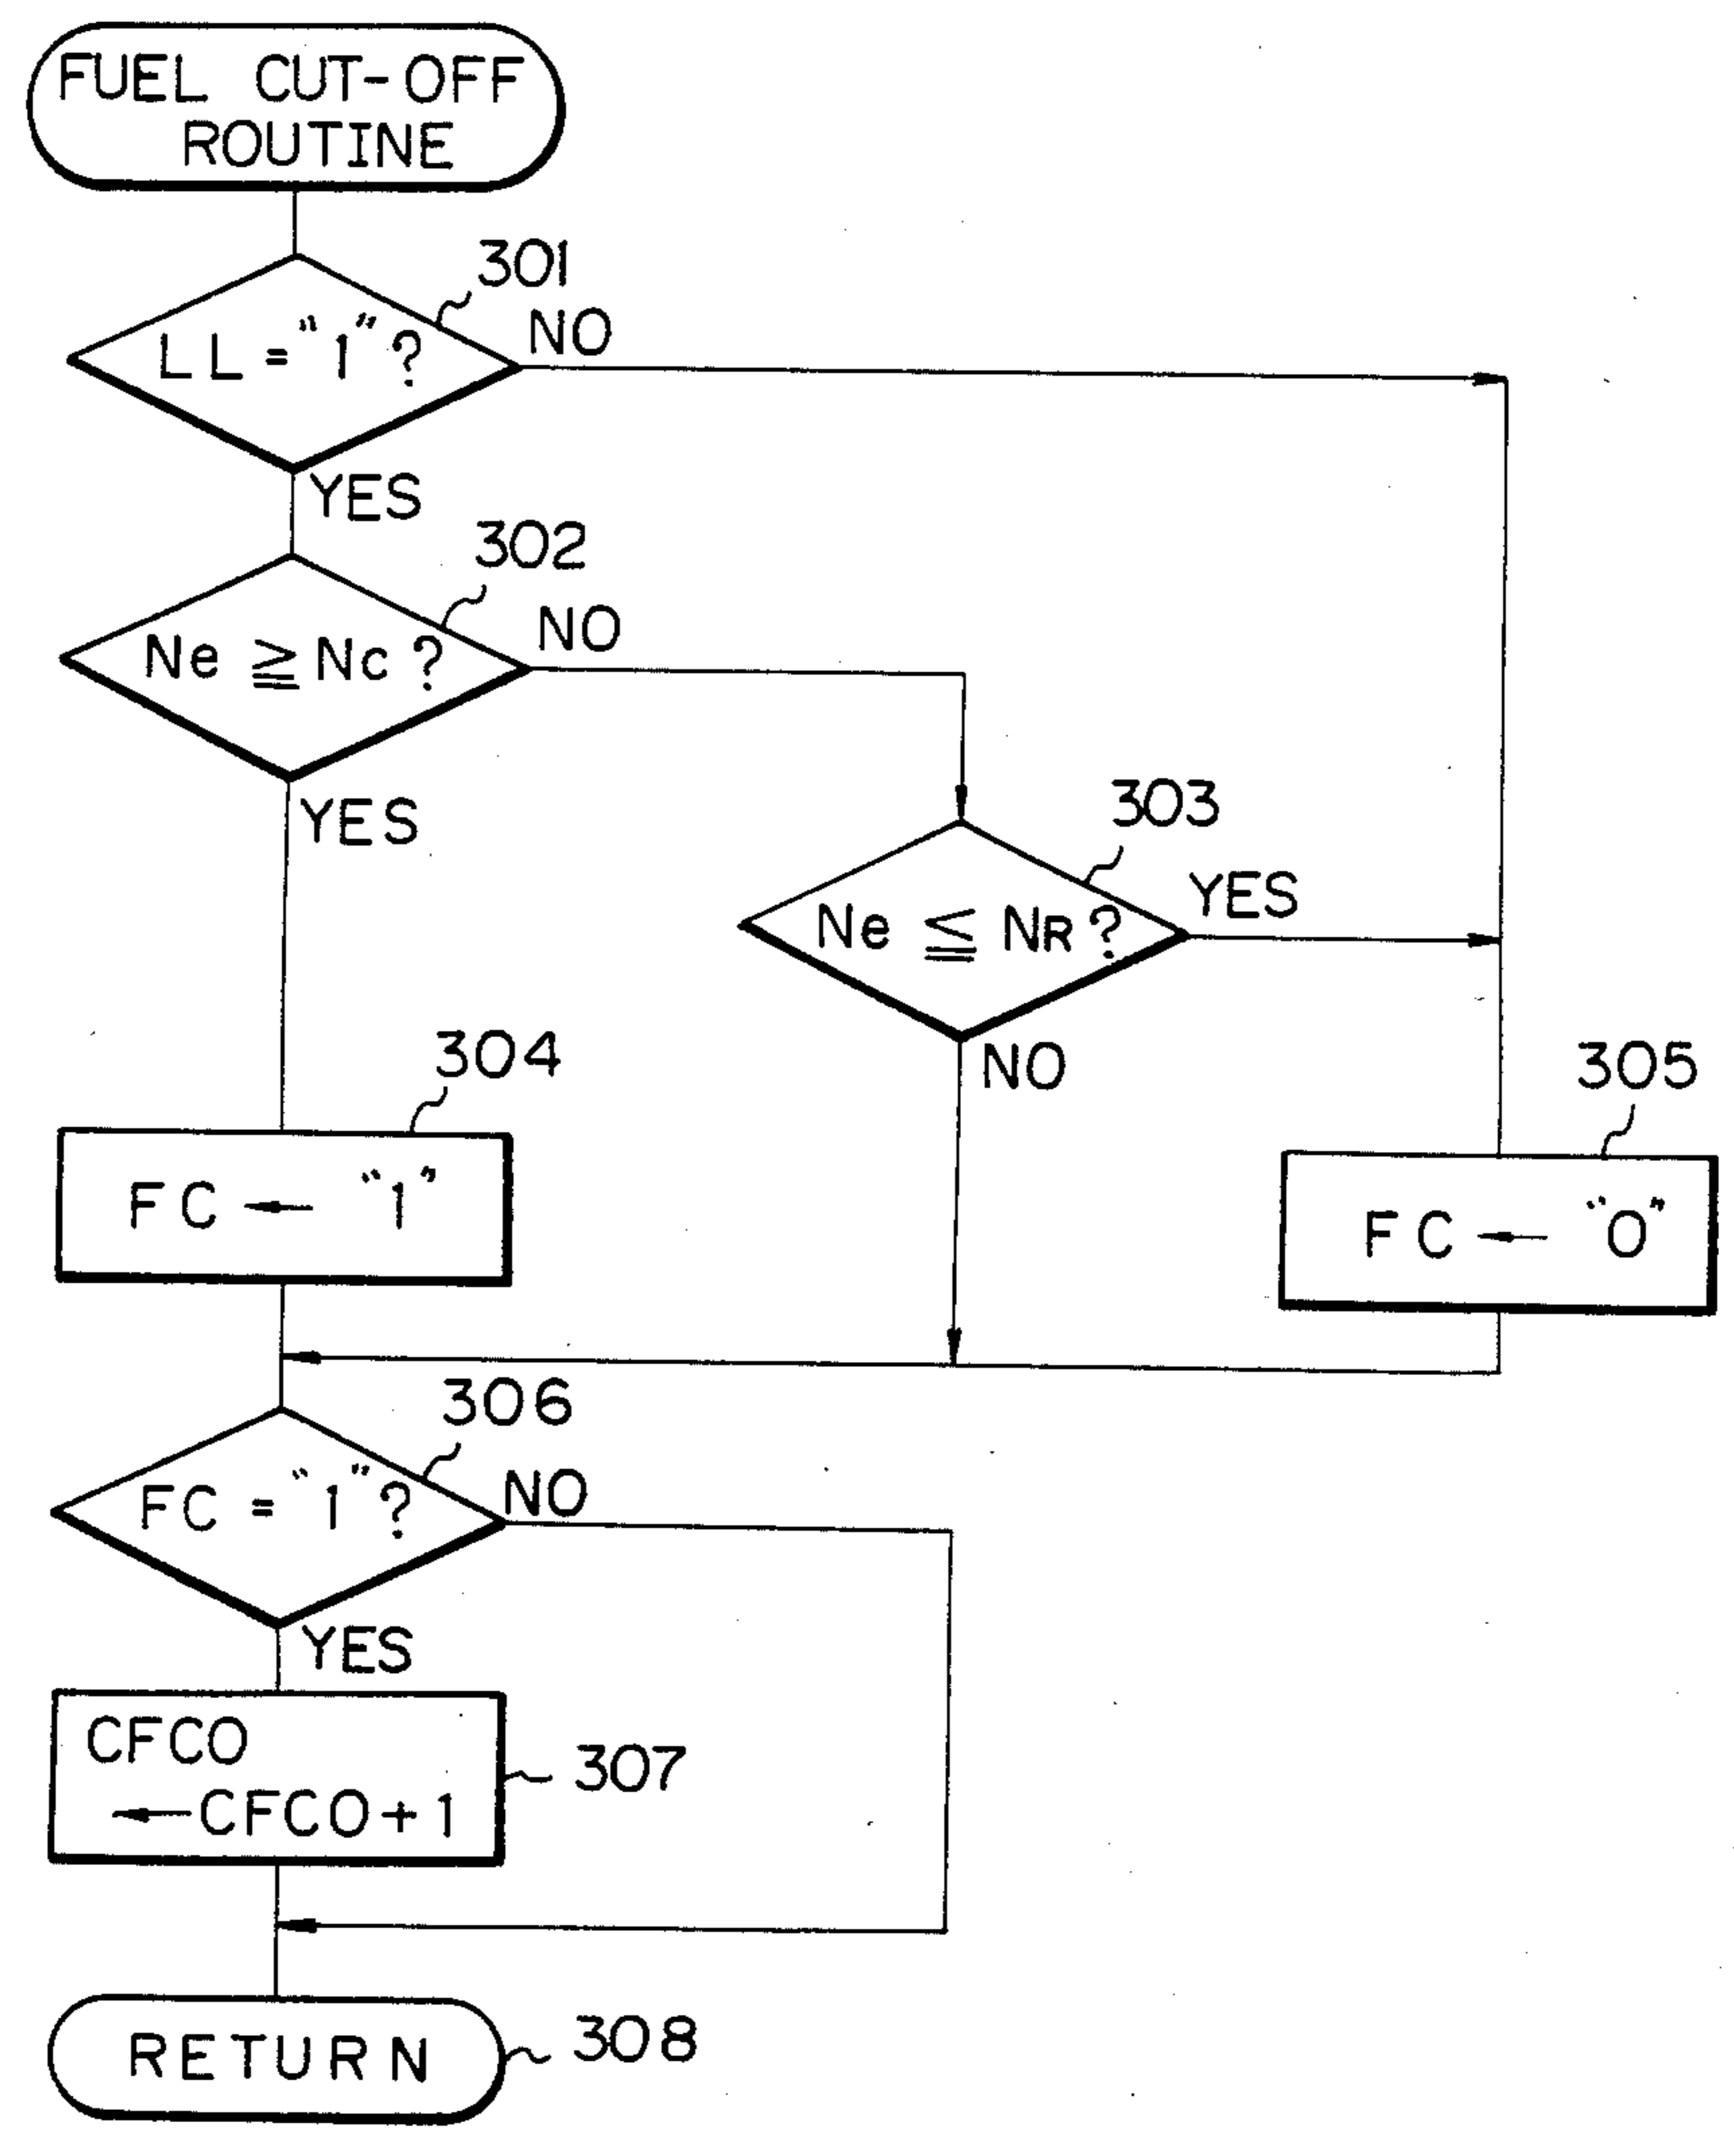 FUEL CUT-OFF
ROUTINE
301
LL = "1" ?
NO
YES
302
Ne ≧ Nc ?
NO
YES
303
Ne ≦ NR ?
YES
NO
304
FC ← "1"
305
FC ← "0"
306
FC = "1" ?
NO
YES
CFCO
← CFCO + 1
307
RETURN
308